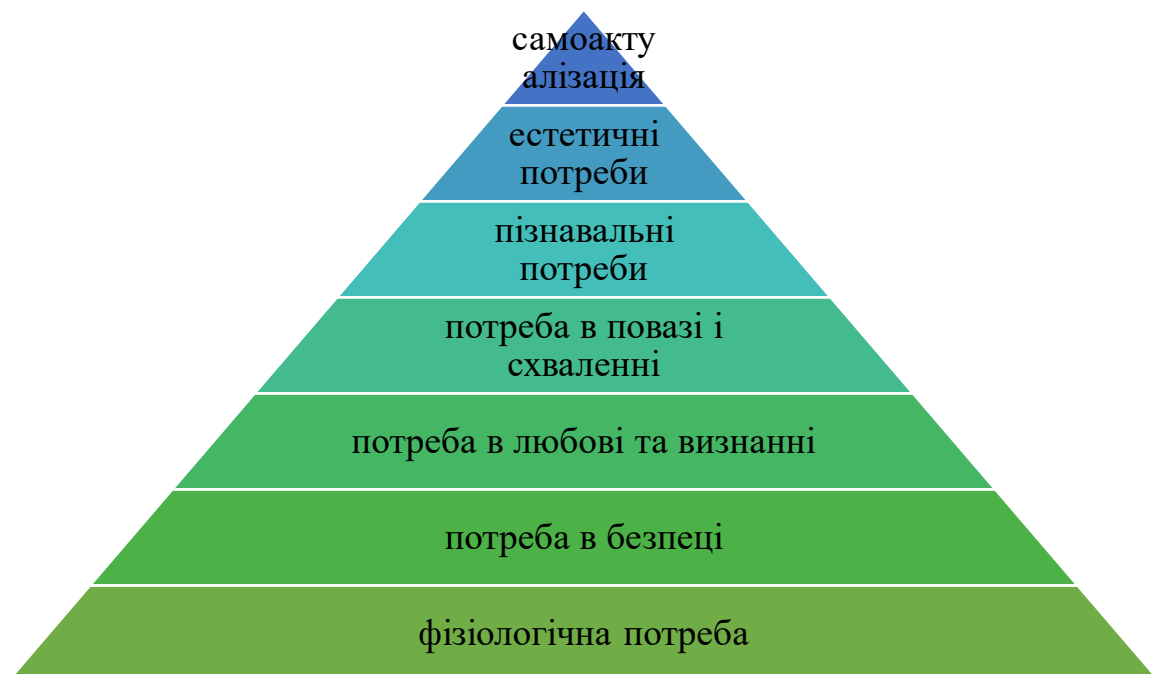 самоакту
алізація
естетичні
потреби
пізнавальні
потреби
потреба в повазі і
схваленні
потреба в любові та визнанні
потреба в безпеці
фізіологічна потреба